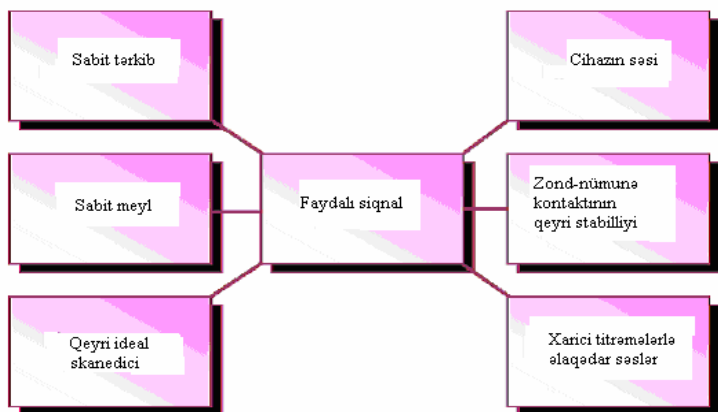 Sabit tərkib
Cihazın səsi
Sabit meyl
Faydalı siqnal
Zond-nümunə
kontaktının
qeyri stabilliyi
Qeyri ideal
skanedici
Xarici titrəmələrlə
əlaqədar səslər